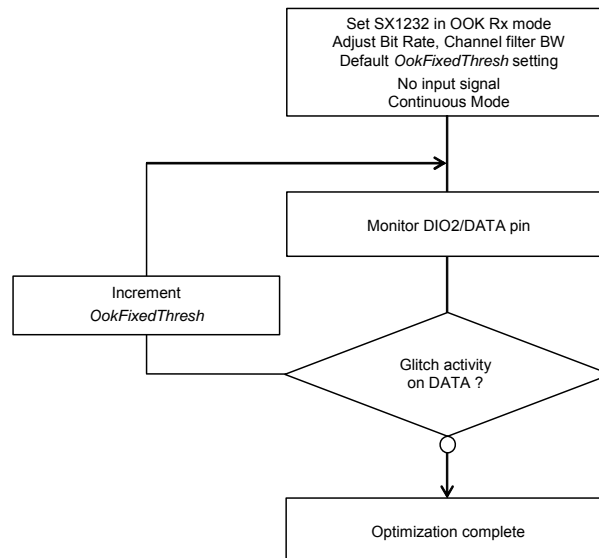 Set SX1232 in OOK Rx mode
Adjust Bit Rate, Channel filter BW
Default OokFixedThresh setting
No input signal
Continuous Mode
Monitor DIO2/DATA pin
Increment
OokFixedThresh
Glitch activity
on DATA ?
Optimization complete